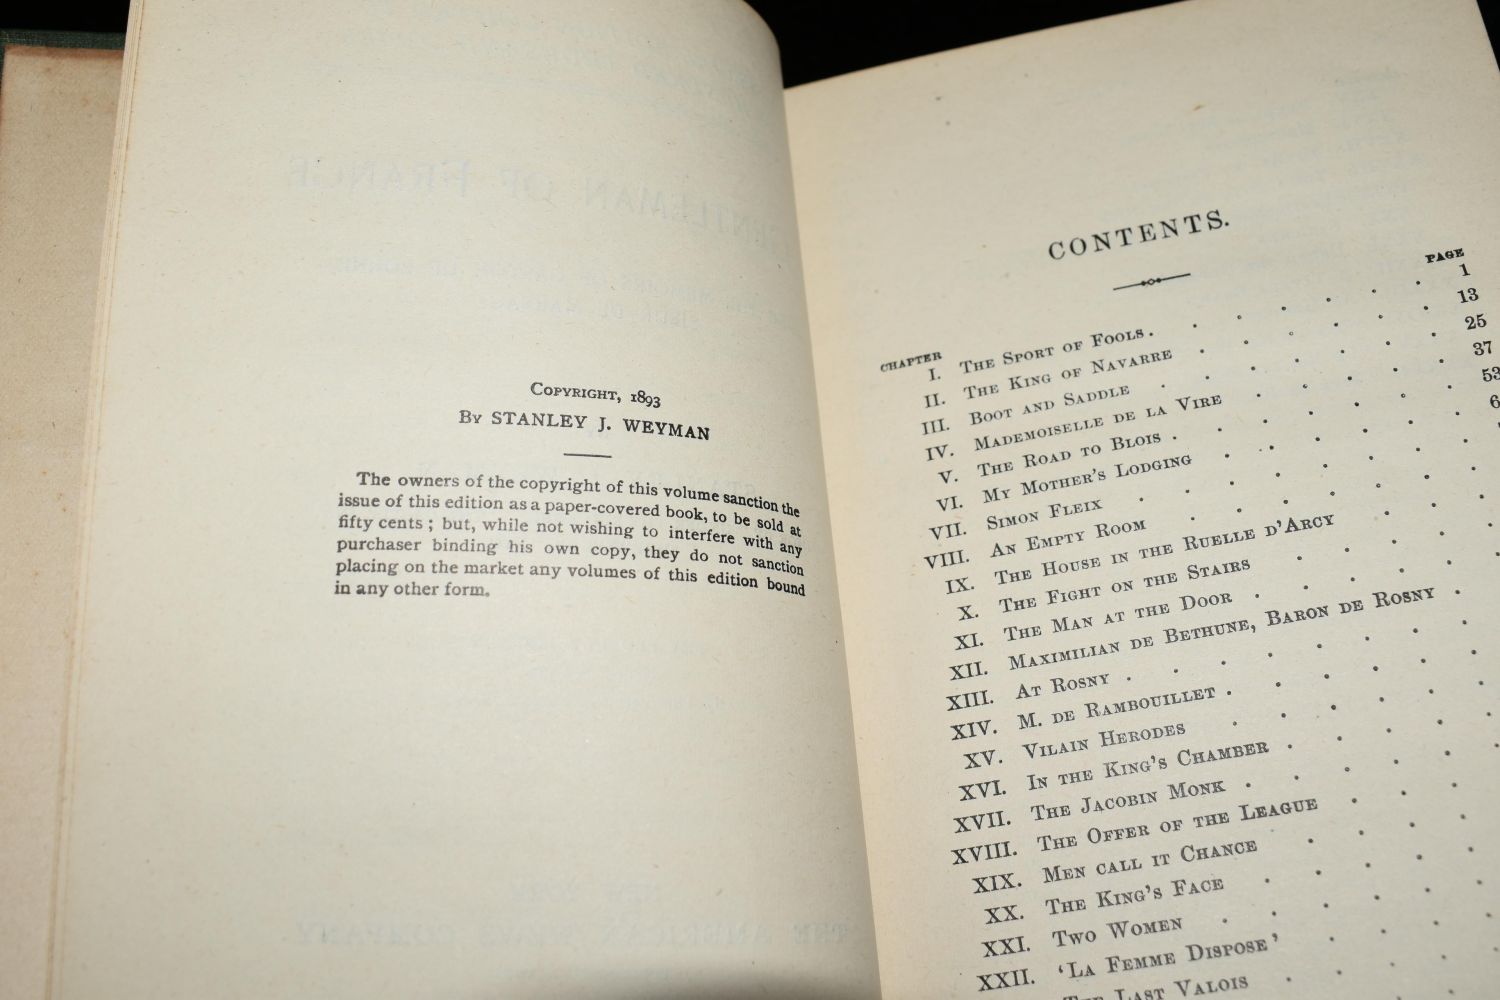 Copyright, 1893
By STANLEY J. WEYMAN
The owners of the copyright of this volume sanction the
issue of this edition as a paper-covered book, to be sold at
fifty cents; but, while not wishing to interfere with any
purchaser binding his own copy, they do not sanction
placing on the market any volumes of this edition bound
in any other form.
CONTENTS.
CHAPTER PAGE
I. The Sport of Fools . . . . . . . 1
II. The King of Navarre . . . . . . 13
III. Boot and Saddle . . . . . . . 25
IV. Mademoiselle de la Vire . . . . . 37
V. The Road to Blois . . . . . . 53
VI. My Mother's Lodging
VII. Simon Fleix
VIII. An Empty Room
IX. The House in the Ruelle d'Arcy
X. The Fight on the Stairs
XI. The Man at the Door
XII. Maximilian de Bethune, Baron de Rosny
XIII. At Rosny
XIV. M. de Rambouillet
XV. Vilain Herodes
XVI. In the King's Chamber
XVII. The Jacobin Monk
XVIII. The Offer of the League
XIX. Men call it Chance
XX. The King's Face
XXI. Two Women
XXII. 'La Femme Dispose'
The Last Valois